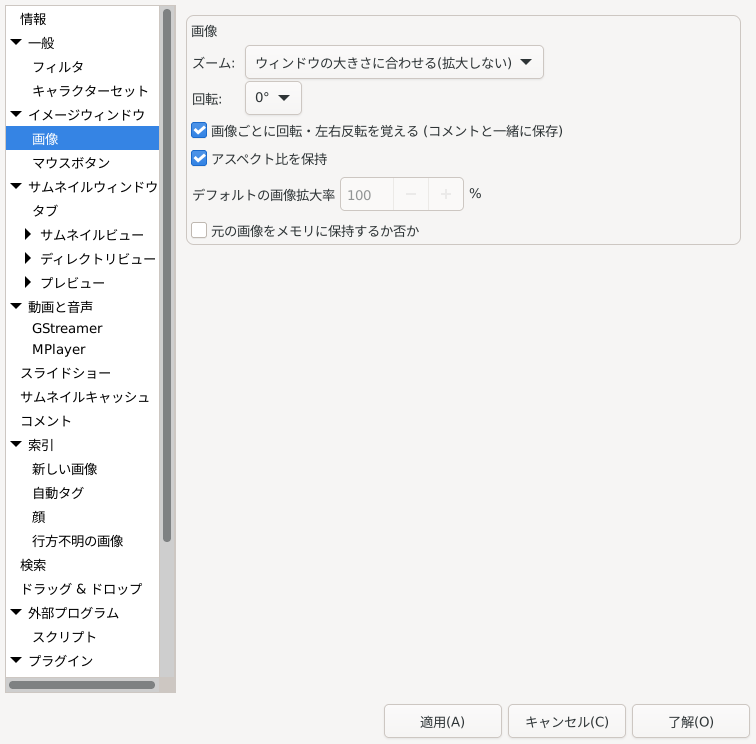 情報
一般
フィルタ
キャラクターセット
イメージウィンドウ
画像
マウスボタン
サムネイルウィンドウ
タブ
サムネイルビュー
ディレクトリビュー
プレビュー
動画と音声
GStreamer
MPlayer
スライドショー
サムネイルキャッシュ
コメント
索引
新しい画像
自動タグ
顔
行方不明の画像
検索
ドラッグ & ドロップ
外部プログラム
スクリプト
プラグイン
画像
ズーム: ウィンドウの大きさに合わせる(拡大しない)
回転: 0°
画像ごとに回転・左右反転を覚える (コメントと一緒に保存)
アスペクト比を保持
デフォルトの画像拡大率 100 − + %
元の画像をメモリに保持するか否か
適用(A) キャンセル(C) 了解(O)